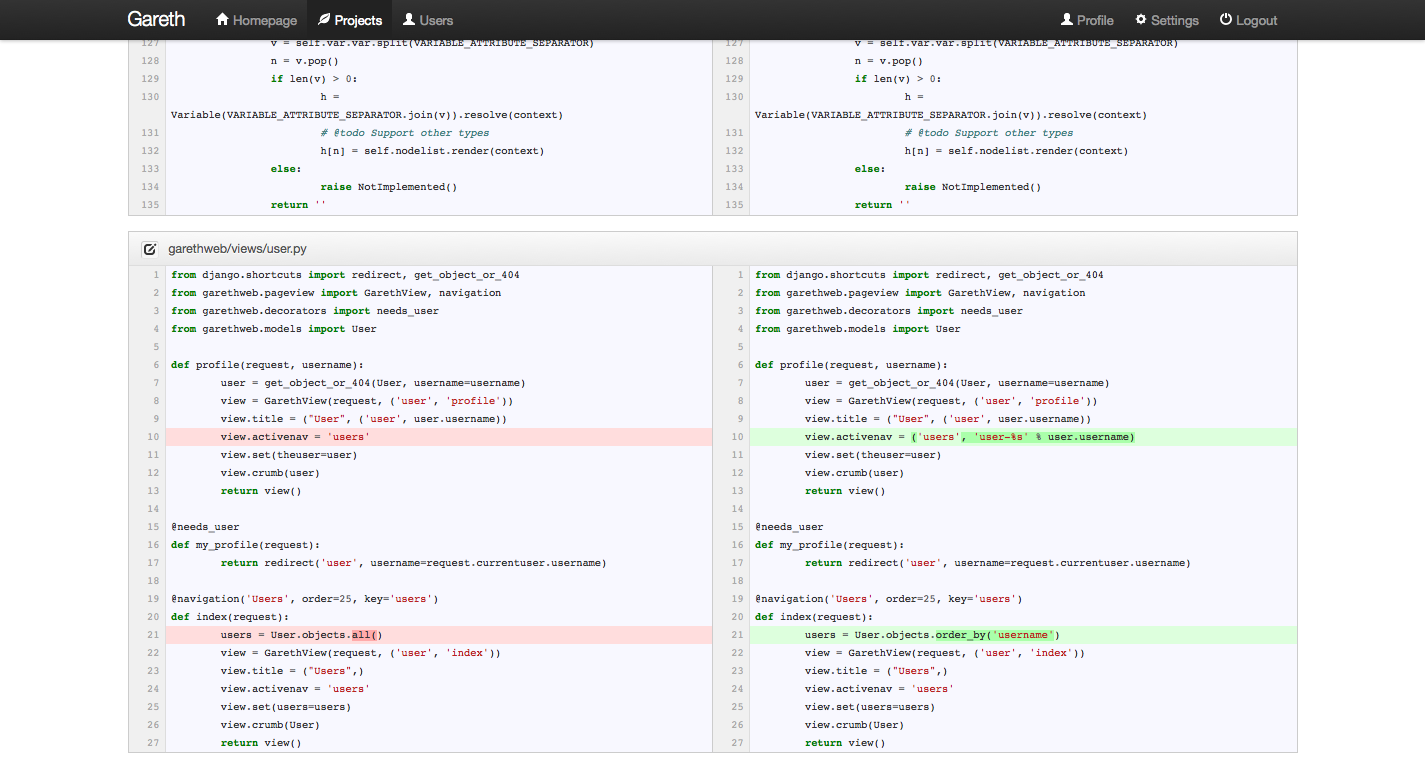 Gareth Homepage Projects Users Profile Settings Logout
127 v = self.var.var.split(VARIABLE_ATTRIBUTE_SEPARATOR)
128 n = v.pop()
129 if len(v) > 0:
130 h =
Variable(VARIABLE_ATTRIBUTE_SEPARATOR.join(v)).resolve(context)
131 # @todo Support other types
132 h[n] = self.nodelist.render(context)
133 else:
134 raise NotImplemented()
135 return ''
127 v = self.var.var.split(VARIABLE_ATTRIBUTE_SEPARATOR)
128 n = v.pop()
129 if len(v) > 0:
130 h =
Variable(VARIABLE_ATTRIBUTE_SEPARATOR.join(v)).resolve(context)
131 # @todo Support other types
132 h[n] = self.nodelist.render(context)
133 else:
134 raise NotImplemented()
135 return ''
garethweb/views/user.py
1 from django.shortcuts import redirect, get_object_or_404
2 from garethweb.pageview import GarethView, navigation
3 from garethweb.decorators import needs_user
4 from garethweb.models import User
5
6 def profile(request, username):
7 user = get_object_or_404(User, username=username)
8 view = GarethView(request, ('user', 'profile'))
9 view.title = ("User", ('user', user.username))
10 view.activenav = 'users'
11 view.set(theuser=user)
12 view.crumb(user)
13 return view()
14
15 @needs_user
16 def my_profile(request):
17 return redirect('user', username=request.currentuser.username)
18
19 @navigation('Users', order=25, key='users')
20 def index(request):
21 users = User.objects.all()
22 view = GarethView(request, ('user', 'index'))
23 view.title = ("Users",)
24 view.activenav = 'users'
25 view.set(users=users)
26 view.crumb(User)
27 return view()
1 from django.shortcuts import redirect, get_object_or_404
2 from garethweb.pageview import GarethView, navigation
3 from garethweb.decorators import needs_user
4 from garethweb.models import User
5
6 def profile(request, username):
7 user = get_object_or_404(User, username=username)
8 view = GarethView(request, ('user', 'profile'))
9 view.title = ("User", ('user', user.username))
10 view.activenav = ('users', 'user-%s' % user.username)
11 view.set(theuser=user)
12 view.crumb(user)
13 return view()
14
15 @needs_user
16 def my_profile(request):
17 return redirect('user', username=request.currentuser.username)
18
19 @navigation('Users', order=25, key='users')
20 def index(request):
21 users = User.objects.order_by('username')
22 view = GarethView(request, ('user', 'index'))
23 view.title = ("Users",)
24 view.activenav = 'users'
25 view.set(users=users)
26 view.crumb(User)
27 return view()